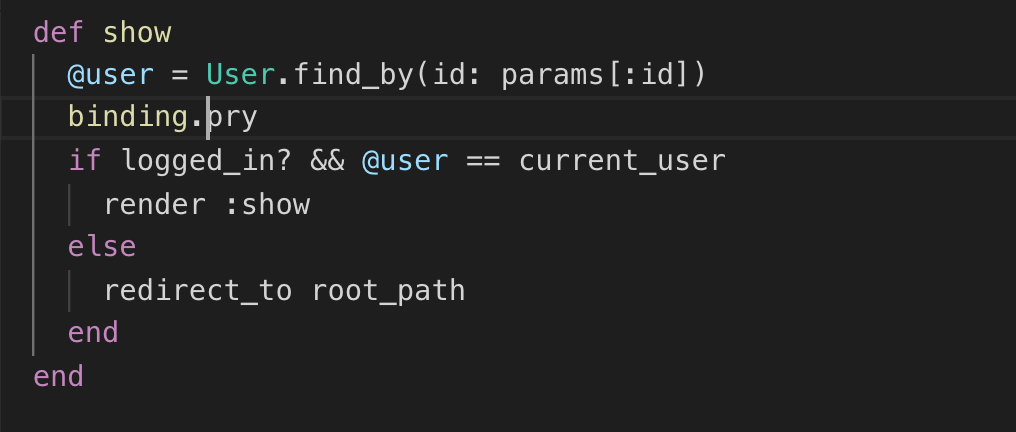 def show
  @user = User.find_by(id: params[:id])
  binding.pry
  if logged_in? && @user == current_user
    render :show
  else
    redirect_to root_path
  end
end